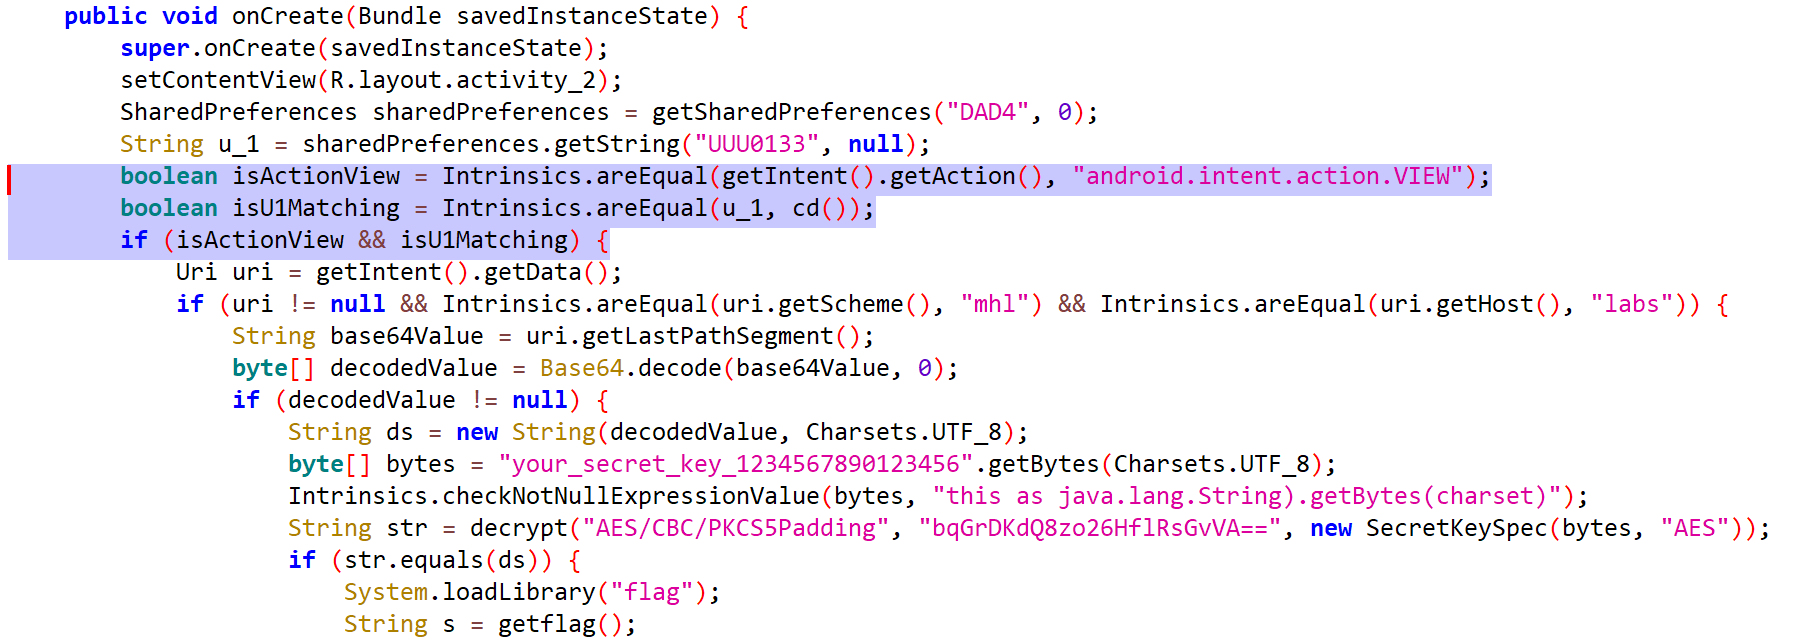 public void onCreate(Bundle savedInstanceState) {
super.onCreate(savedInstanceState);
setContentView(R.layout.activity_2);
SharedPreferences sharedPreferences = getSharedPreferences("DAD4", 0);
String u_1 = sharedPreferences.getString("UUU0133", null);
boolean isActionView = Intrinsics.areEqual(getIntent().getAction(), "android.intent.action.VIEW");
boolean isU1Matching = Intrinsics.areEqual(u_1, cd());
if (isActionView && isU1Matching) {
Uri uri = getIntent().getData();
if (uri != null && Intrinsics.areEqual(uri.getScheme(), "mhl") && Intrinsics.areEqual(uri.getHost(), "labs")) {
String base64Value = uri.getLastPathSegment();
byte[] decodedValue = Base64.decode(base64Value, 0);
if (decodedValue != null) {
String ds = new String(decodedValue, Charsets.UTF_8);
byte[] bytes = "your_secret_key_1234567890123456".getBytes(Charsets.UTF_8);
Intrinsics.checkNotNullExpressionValue(bytes, "this as java.lang.String).getBytes(charset)");
String str = decrypt("AES/CBC/PKCS5Padding", "bqGrDKdQ8zo26HflRsGvVA==", new SecretKeySpec(bytes, "AES"));
if (str.equals(ds)) {
System.loadLibrary("flag");
String s = getflag();